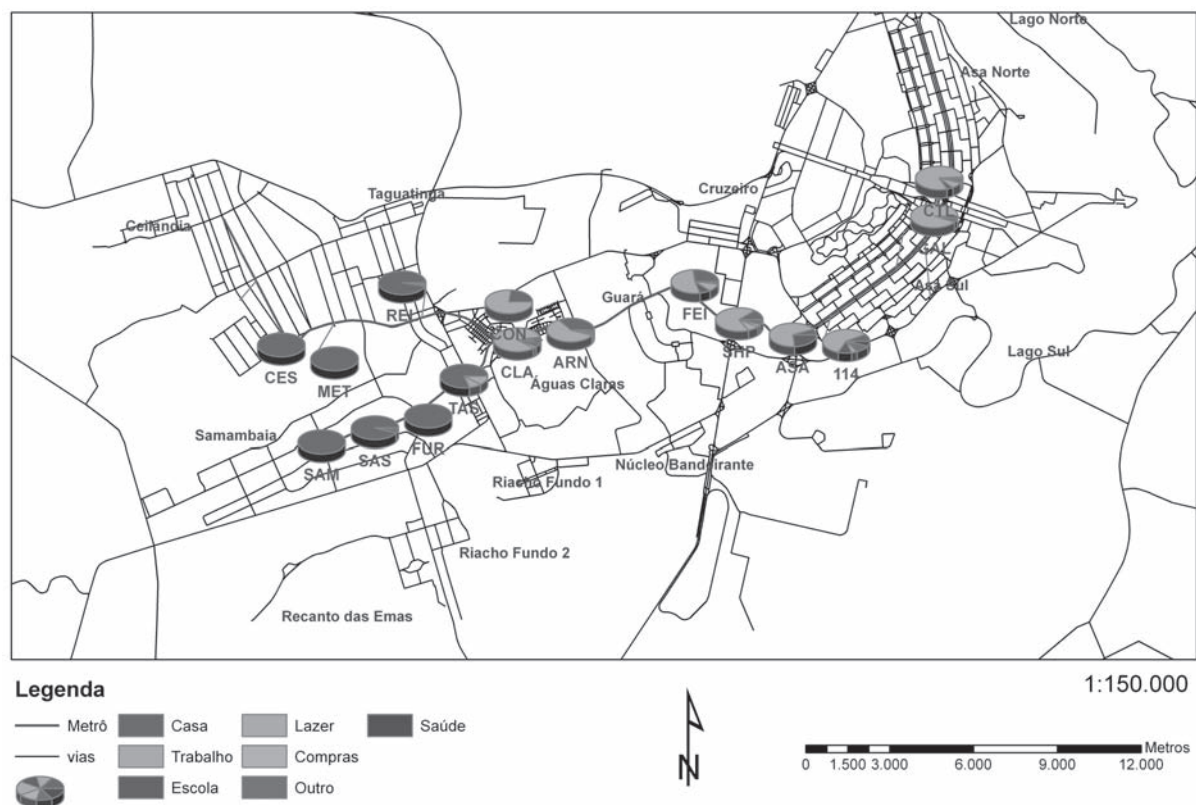 Lago Norte
Asa Norte
Cruzeiro
Taguatinga
Ceilândia
CTL
GAL
Asa Sul
REI
Guará
FEI
CON
SHP
ARN
CLA
ASA
114
Lago Sul
CES
MET
Águas Claras
TAS
Samambaia
FUR
SAS
SAM
Núcleo Bandeirante
Riacho Fundo 1
Riacho Fundo 2
Recanto das Emas
Legenda
1:150.000
Metrô Casa Lazer Saúde
vias Trabalho Compras
Escola Outro
N
Metros
0 1.500 3.000 6.000 9.000 12.000